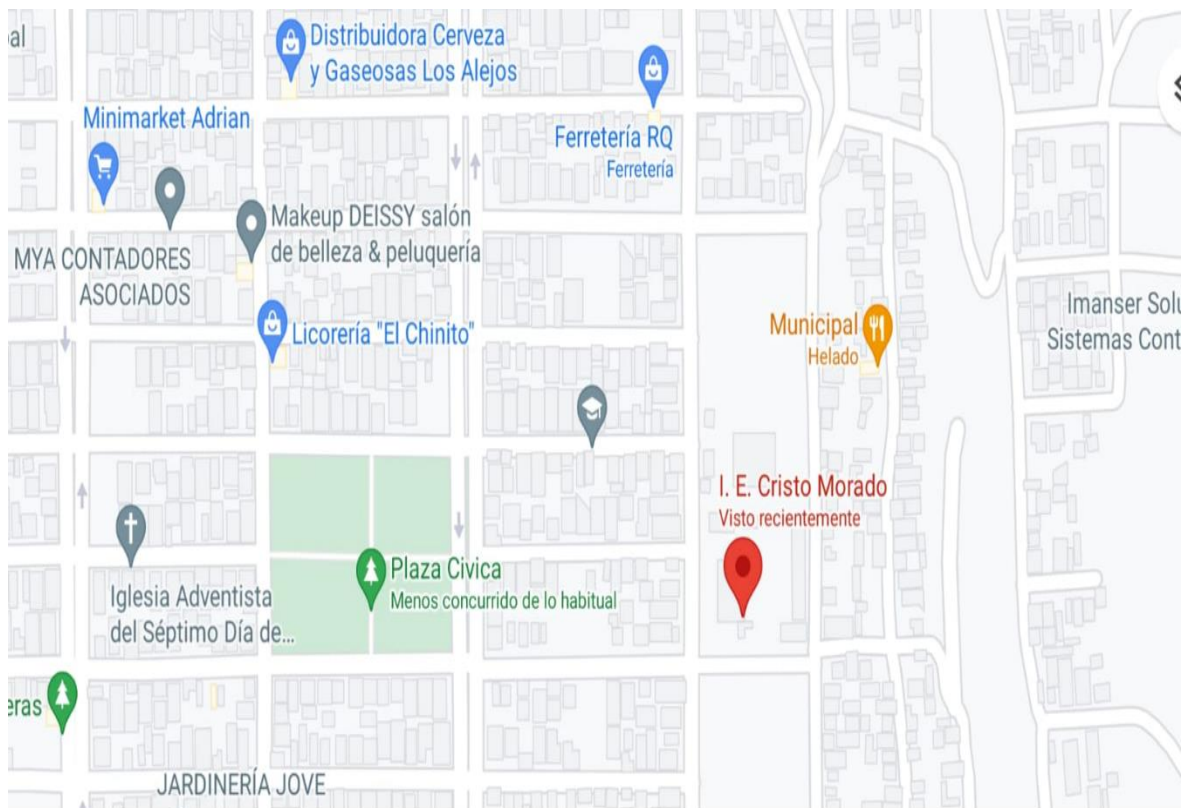 al
Distribuidora Cerveza
y Gaseosas Los Alejos
Minimarket Adrian
Ferretería RQ
Ferretería
MYA CONTADORES
ASOCIADOS
Makeup DEISSY salón
de belleza & peluquería
Licorería "El Chinito"
Municipal
Helado
Imanser Solu
Sistemas Cont
I. E. Cristo Morado
Visto recientemente
Plaza Civica
Menos concurrido de lo habitual
Iglesia Adventista
del Séptimo Día de...
eras
JARDINERÍA JOVE